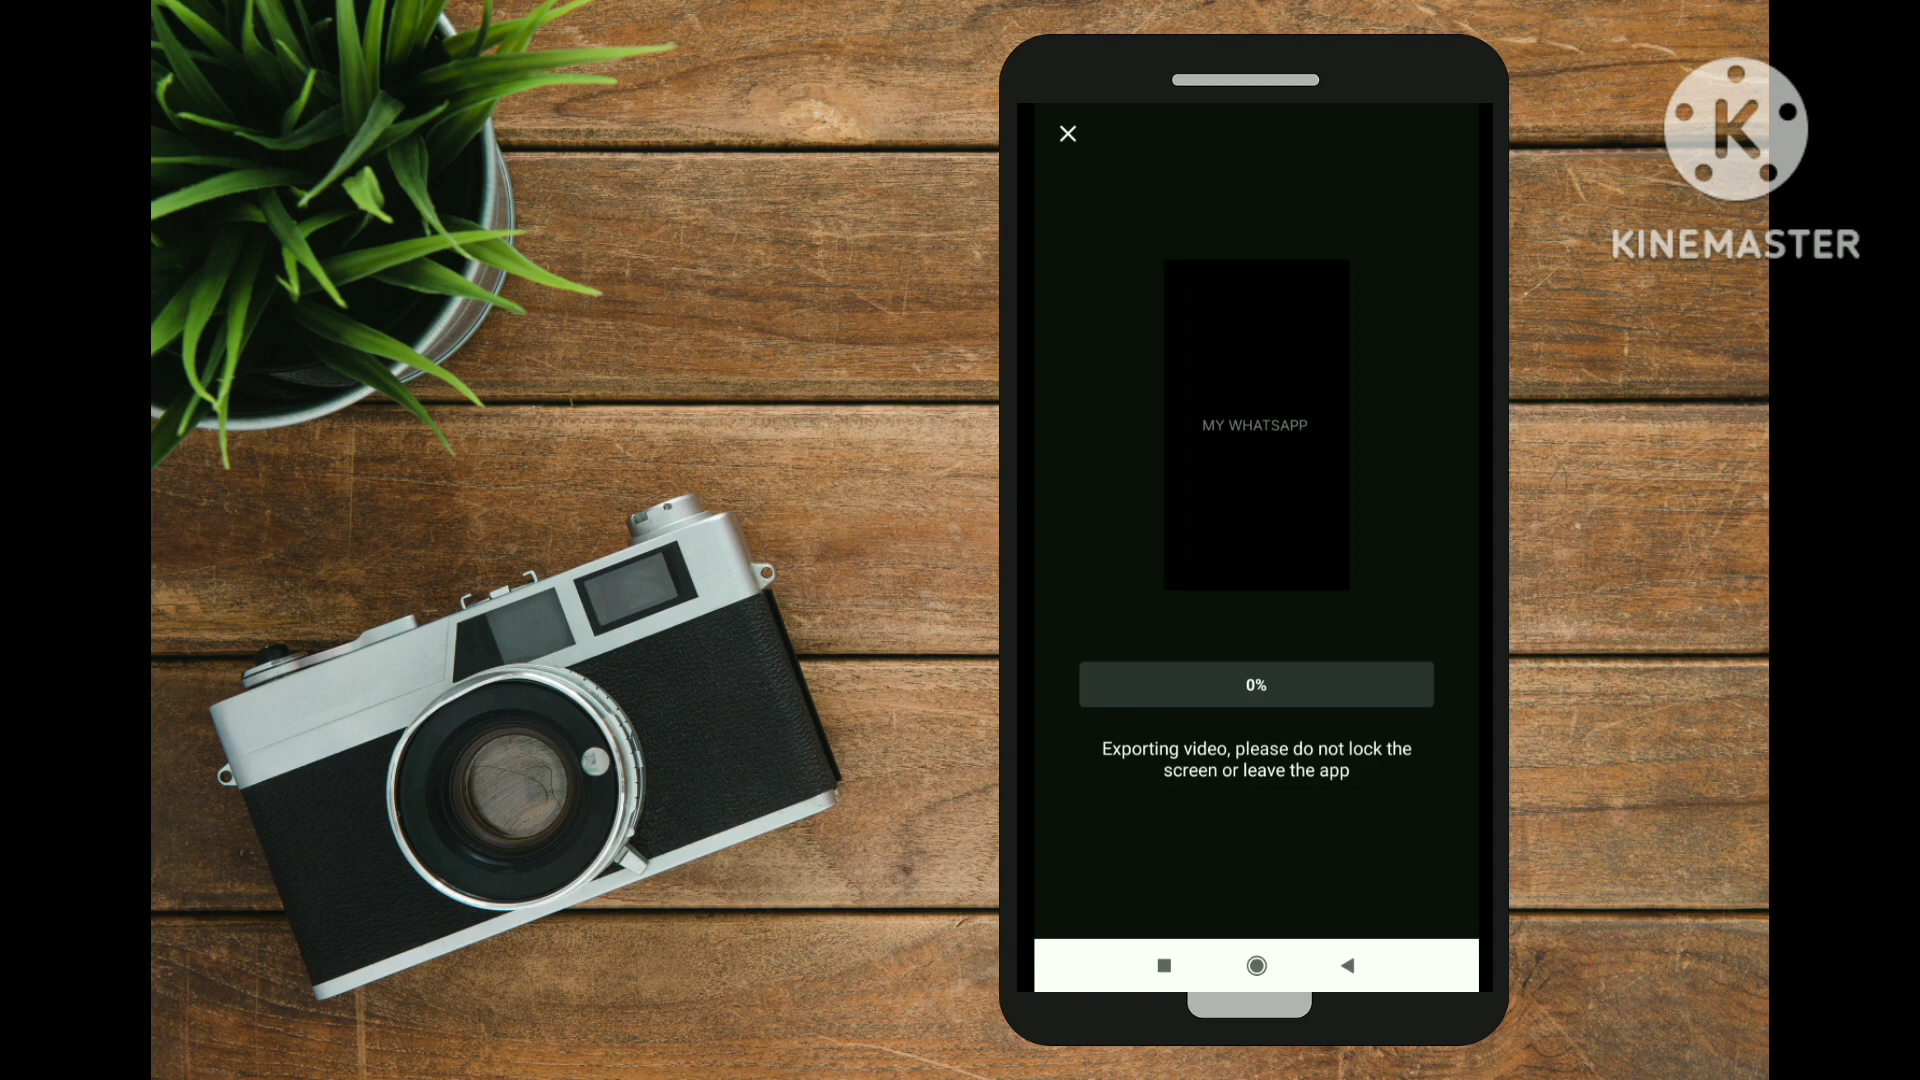 K
KINEMASTER
MY WHATSAPP
0%
Exporting video, please do not lock the
screen or leave the app